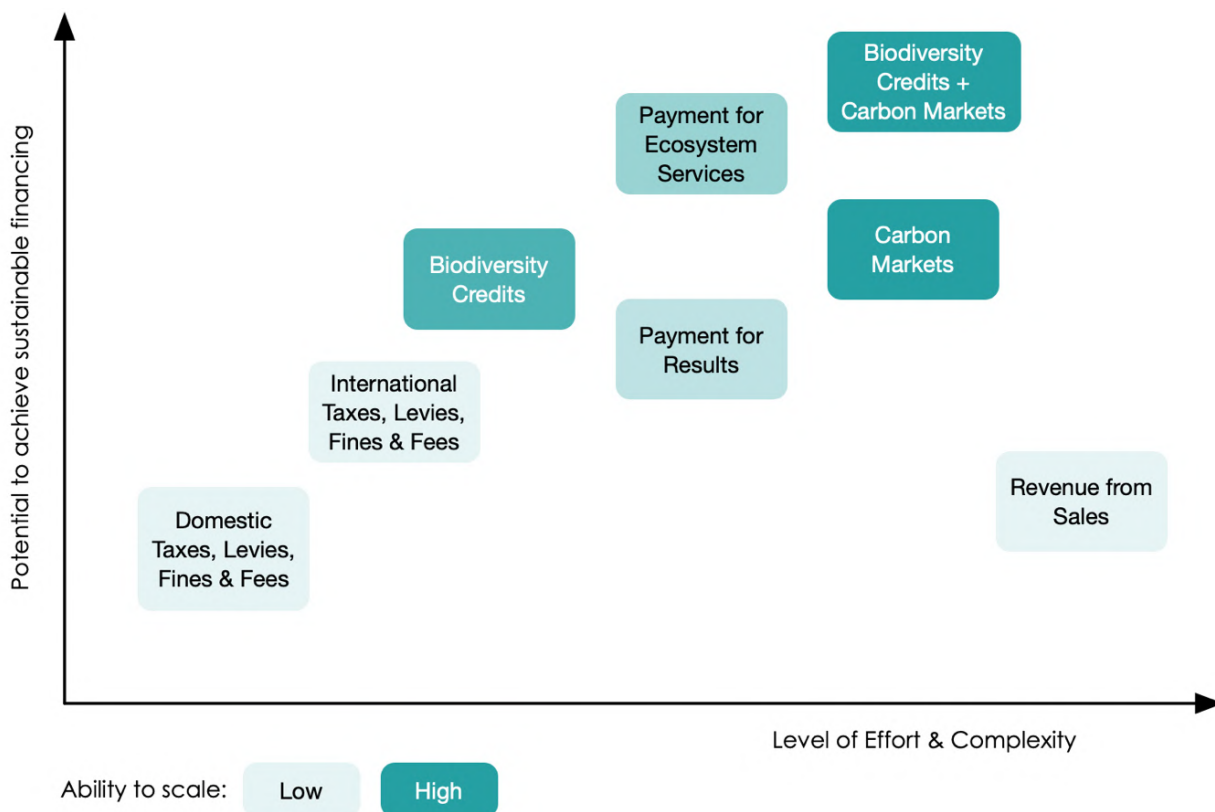 Potential to achieve sustainable financing
Biodiversity
Credits +
Carbon Markets
Payment for
Ecosystem
Services
Carbon
Markets
Biodiversity
Credits
Payment for
Results
International
Taxes, Levies,
Fines & Fees
Revenue from
Sales
Domestic
Taxes, Levies,
Fines & Fees
Level of Effort & Complexity
Ability to scale: Low High